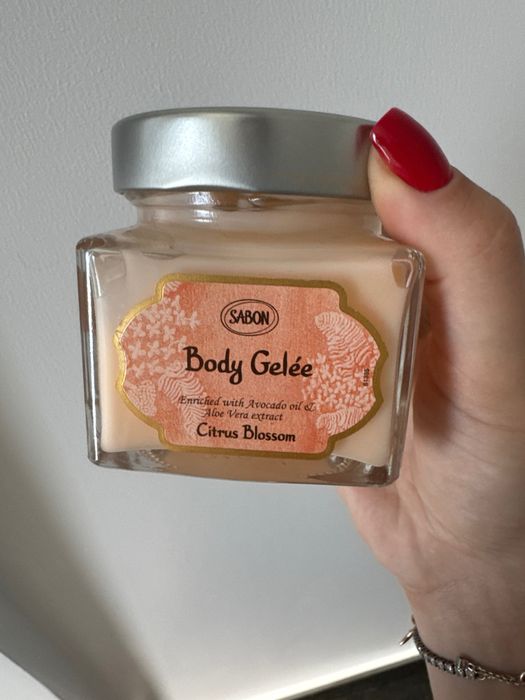 SABON
Body Gelée
Enriched with Avocado oil &
Aloe Vera extract
Citrus Blossom